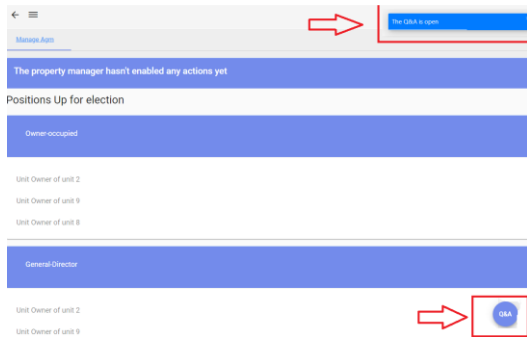 The Q&A is open
Manage Agm
The property manager hasn't enabled any actions yet
Positions Up for election
Owner-occupied
Unit Owner of unit 2
Unit Owner of unit 9
Unit Owner of unit 8
General-Director
Unit Owner of unit 2
Q&A
Unit Owner of unit 9